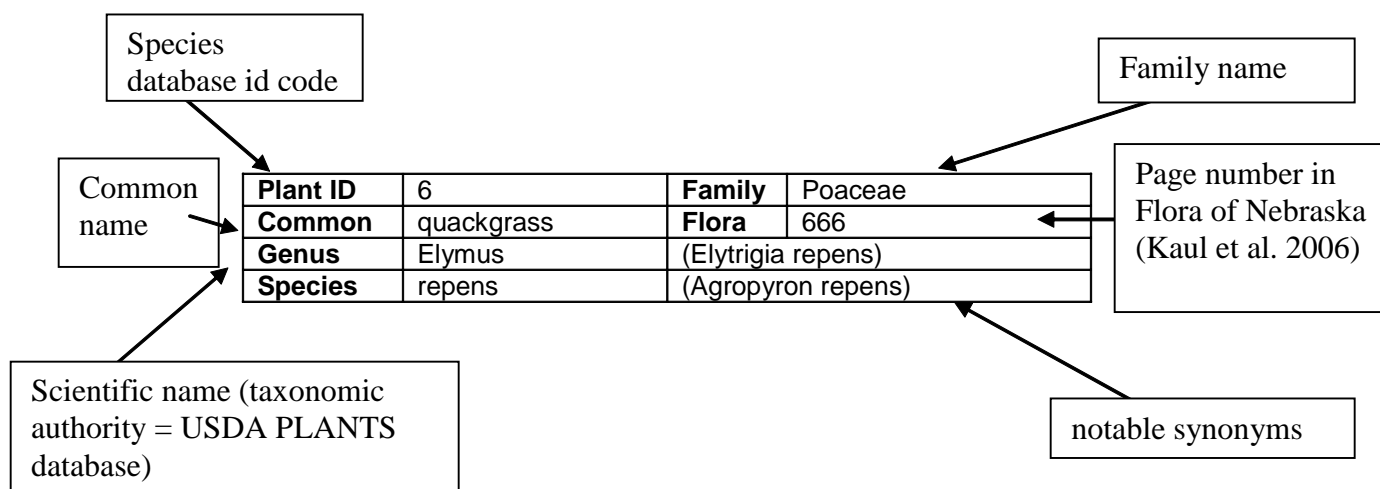 Species
database id code
Family name
Common
name
Plant ID 6 Family Poaceae
Common quackgrass Flora 666
Genus Elymus (Elytrigia repens)
Species repens (Agropyron repens)
Page number in
Flora of Nebraska
(Kaul et al. 2006)
Scientific name (taxonomic
authority = USDA PLANTS
database)
notable synonyms